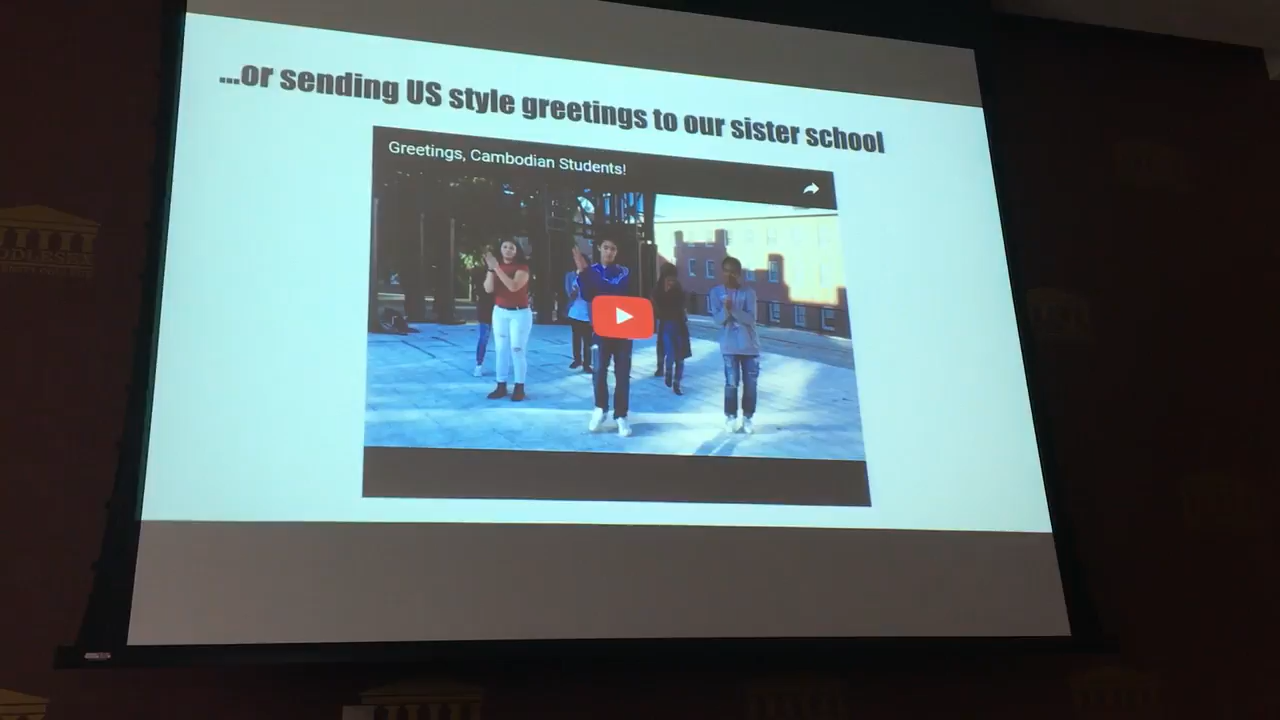 ...or sending US style greetings to our sister school
Greetings, Cambodian Students!